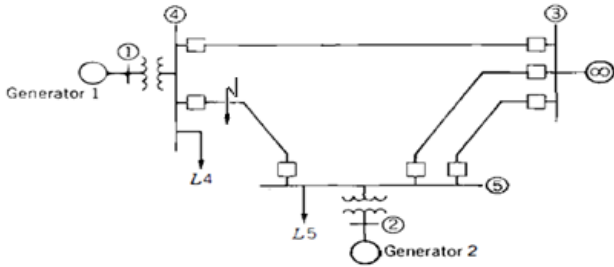 ④
③
①
∞
Generator 1
L4
⑤
L5
②
Generator 2